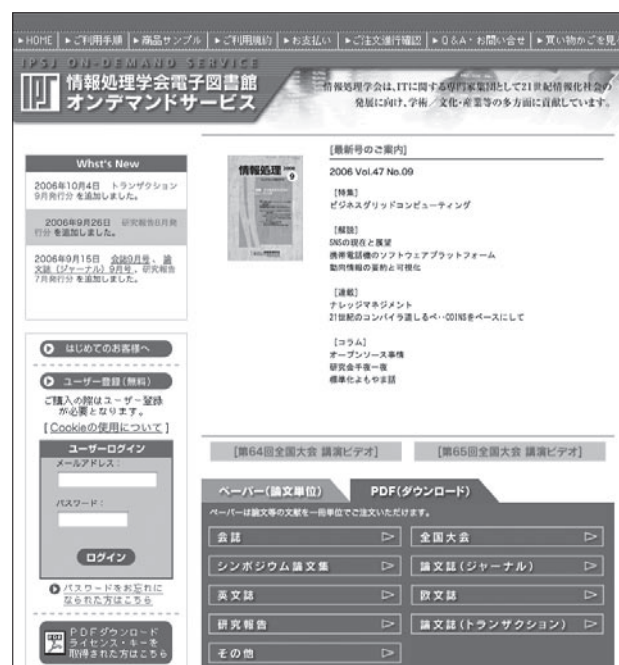 ▸HOME ▸ご利用手順 ▸商品サンプル ▸ご利用規約 ▸お支払い ▸ご注文進行確認 ▸Q&A・お問い合せ ▸買い物かごを見
IPSJ ON-DEMAND SERVICE
情報処理学会電子図書館
オンデマンドサービス
情報処理学会は、ITに関する専門家集団として21世紀情報化社会の
発展に向け、学術／文化・産業等の多方面に貢献しています。
Whst's New
2006年10月4日 トランザクション
9月発行分 を追加しました。
2006年9月26日 研究報告8月発
行分 を追加しました。
2006年9月15日 会誌9月号、論
文誌（ジャーナル）9月号、研究報告
7月発行分 を追加しました。
はじめてのお客様へ
ユーザー登録(無料)
ご購入の際はユーザー登録
が必要となります。
[Cookieの使用について]
ユーザーログイン
メールアドレス：
パスワード：
ログイン
パスワードをお忘れに
なられた方はこちら
PDFダウンロード
ライセンス・キーを
取得された方はこちら
[最新号のご案内]
情報処理
9
2006 Vol.47 No.09
[特集]
ビジネスグリッドコンピューティング
[解説]
SNSの現在と展望
携帯電話機のソフトウェアプラットフォーム
動向情報の要約と可視化
[連載]
ナレッジマネジメント
21世紀のコンパイラ道しるべ‥COINSをベースにして
[コラム]
オープンソース事情
研究会千夜一夜
標準化よもやま話
[第64回全国大会 講演ビデオ]
[第65回全国大会 講演ビデオ]
ペーパー(論文単位)
PDF(ダウンロード)
ペーパーは論文等の文献を一冊単位でご注文いただけます。
会誌
全国大会
シンポジウム論文集
論文誌(ジャーナル)
英文誌
欧文誌
研究報告
論文誌(トランザクション)
その他